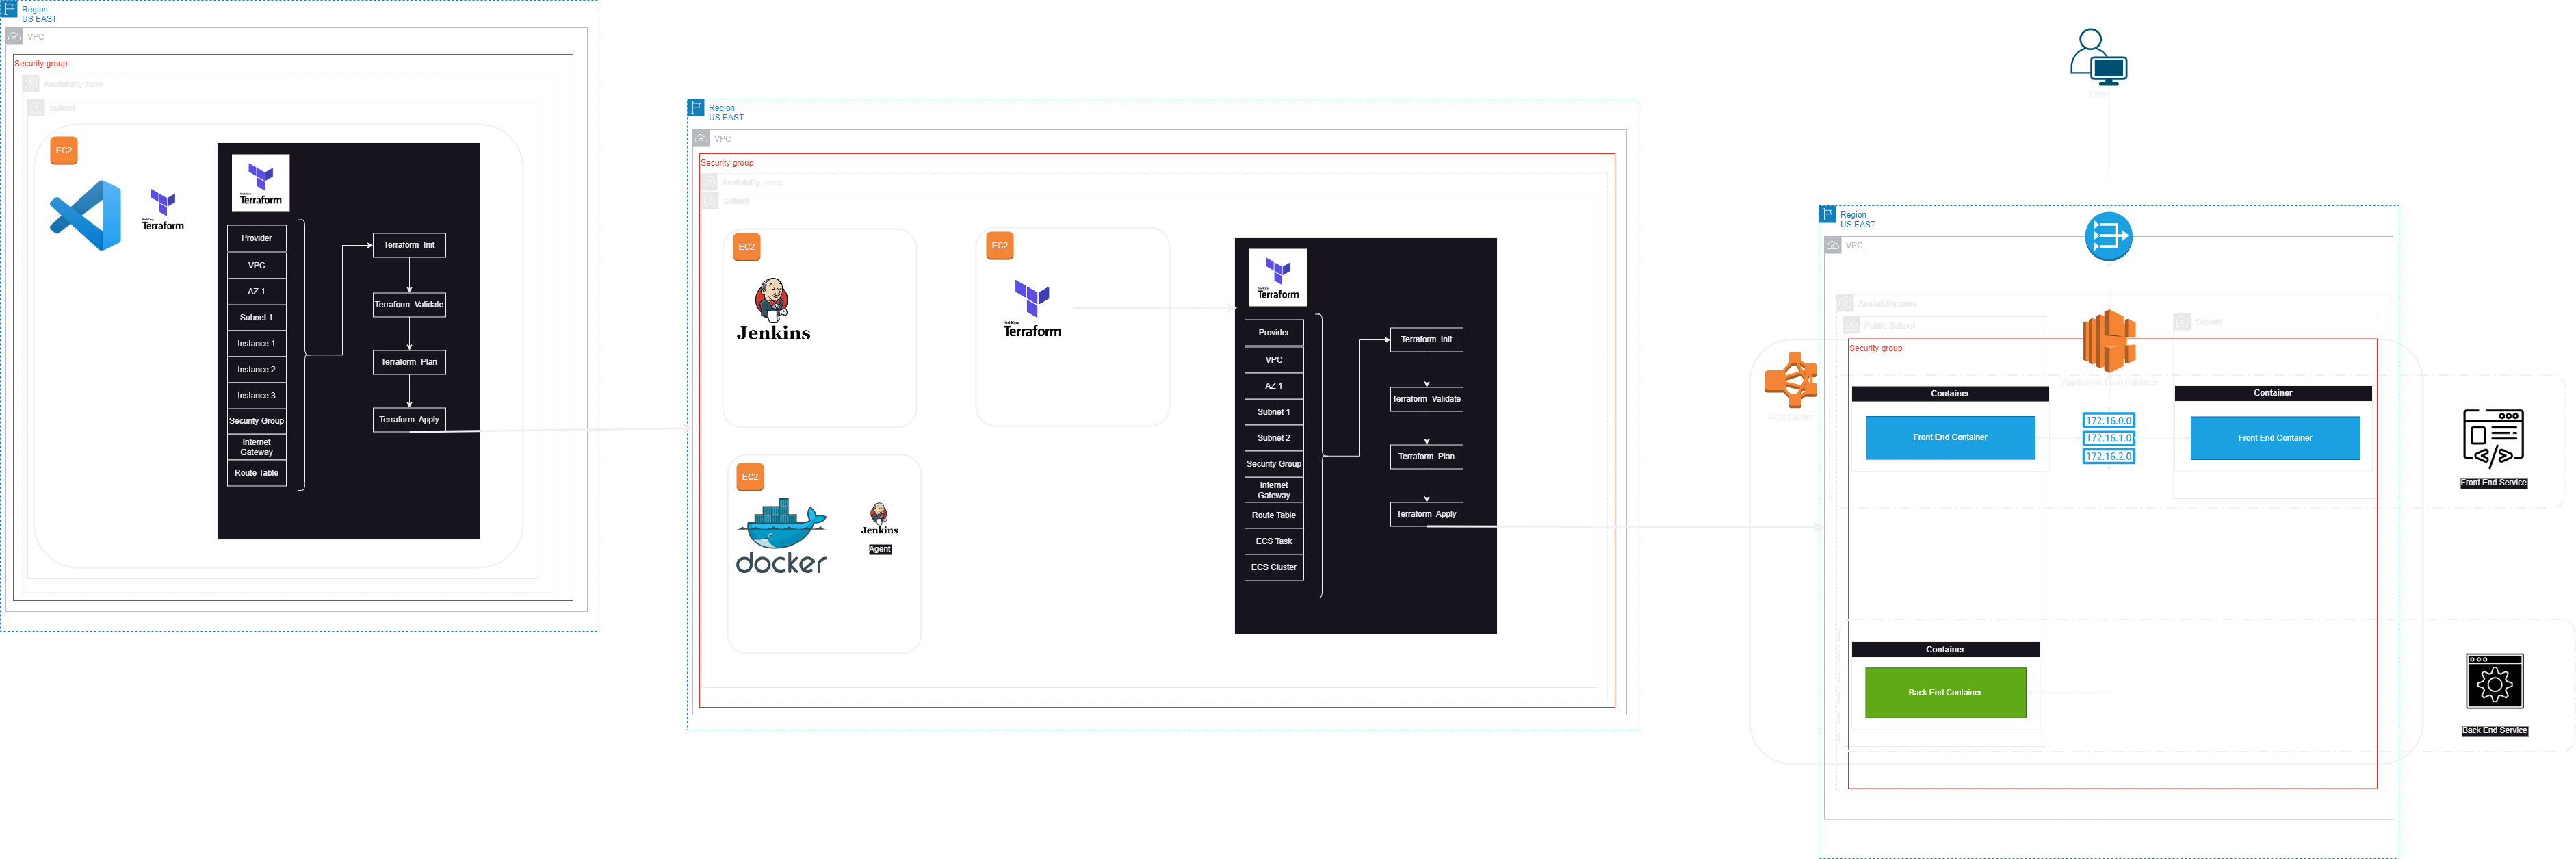 Region
US EAST
VPC
Security group
Availability zone
Subnet
EC2
HashiCorp
Terraform
HashiCorp
Terraform
Provider
VPC
AZ 1
Subnet 1
Instance 1
Instance 2
Instance 3
Security Group
Internet
Gateway
Route Table
Terraform Init
Terraform Validate
Terraform Plan
Terraform Apply
Region
US EAST
VPC
Security group
Availability zone
Subnet
EC2
Jenkins
EC2
HashiCorp
Terraform
EC2
docker
Jenkins
Agent
HashiCorp
Terraform
Provider
VPC
AZ 1
Subnet 1
Subnet 2
Security Group
Internet
Gateway
Route Table
ECS Task
ECS Cluster
Terraform Init
Terraform Validate
Terraform Plan
Terraform Apply
Region
US EAST
VPC
Availability zone
Public Subnet
Subnet
Security group
Application Load Balancer
ECS Cluster
Container
Front End Container
172.16.0.0
172.16.1.0
172.16.2.0
Container
Front End Container
Front End Service
Container
Back End Container
Back End Service